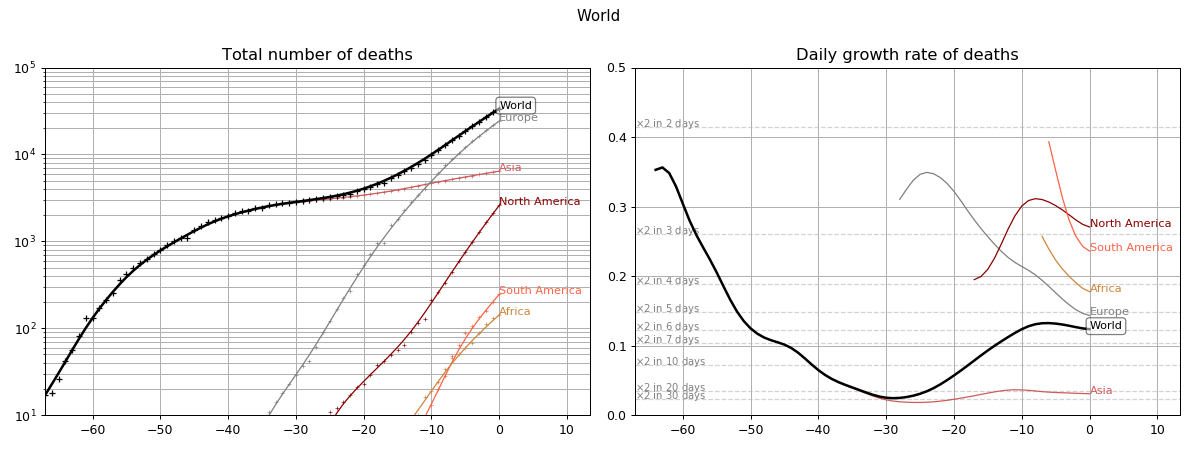 World
Total number of deaths
10^5
10^4
10^3
10^2
10^1
World
Europe
Asia
North America
South America
Africa
−60 −50 −40 −30 −20 −10 0 10
Daily growth rate of deaths
0.5
0.4
0.3
0.2
0.1
0.0
×2 in 2 days
×2 in 3 days
×2 in 4 days
×2 in 5 days
×2 in 6 days
×2 in 7 days
×2 in 10 days
×2 in 20 days
×2 in 30 days
North America
South America
Africa
Europe
World
Asia
−60 −50 −40 −30 −20 −10 0 10